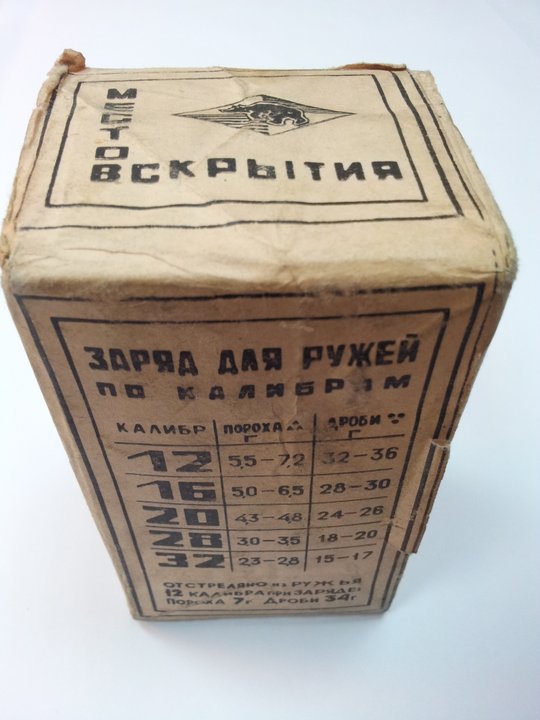 МЕСТО
ВСКРЫТИЯ
ЗАРЯД ДЛЯ РУЖЕЙ
ПО КАЛИБРАМ
КАЛИБР ПОРОХА Г ДРОБИ Г
12 5,5–7,2 32–36
16 5,0–6,5 28–30
20 4,3–4,8 24–26
28 3,0–3,5 18–20
32 2,3–2,8 15–17
ОТСТРЕЛЯНО ИЗ РУЖЬЯ
12 КАЛИБРА ПРИ ЗАРЯДЕ:
ПОРОХА 7г ДРОБИ 34г